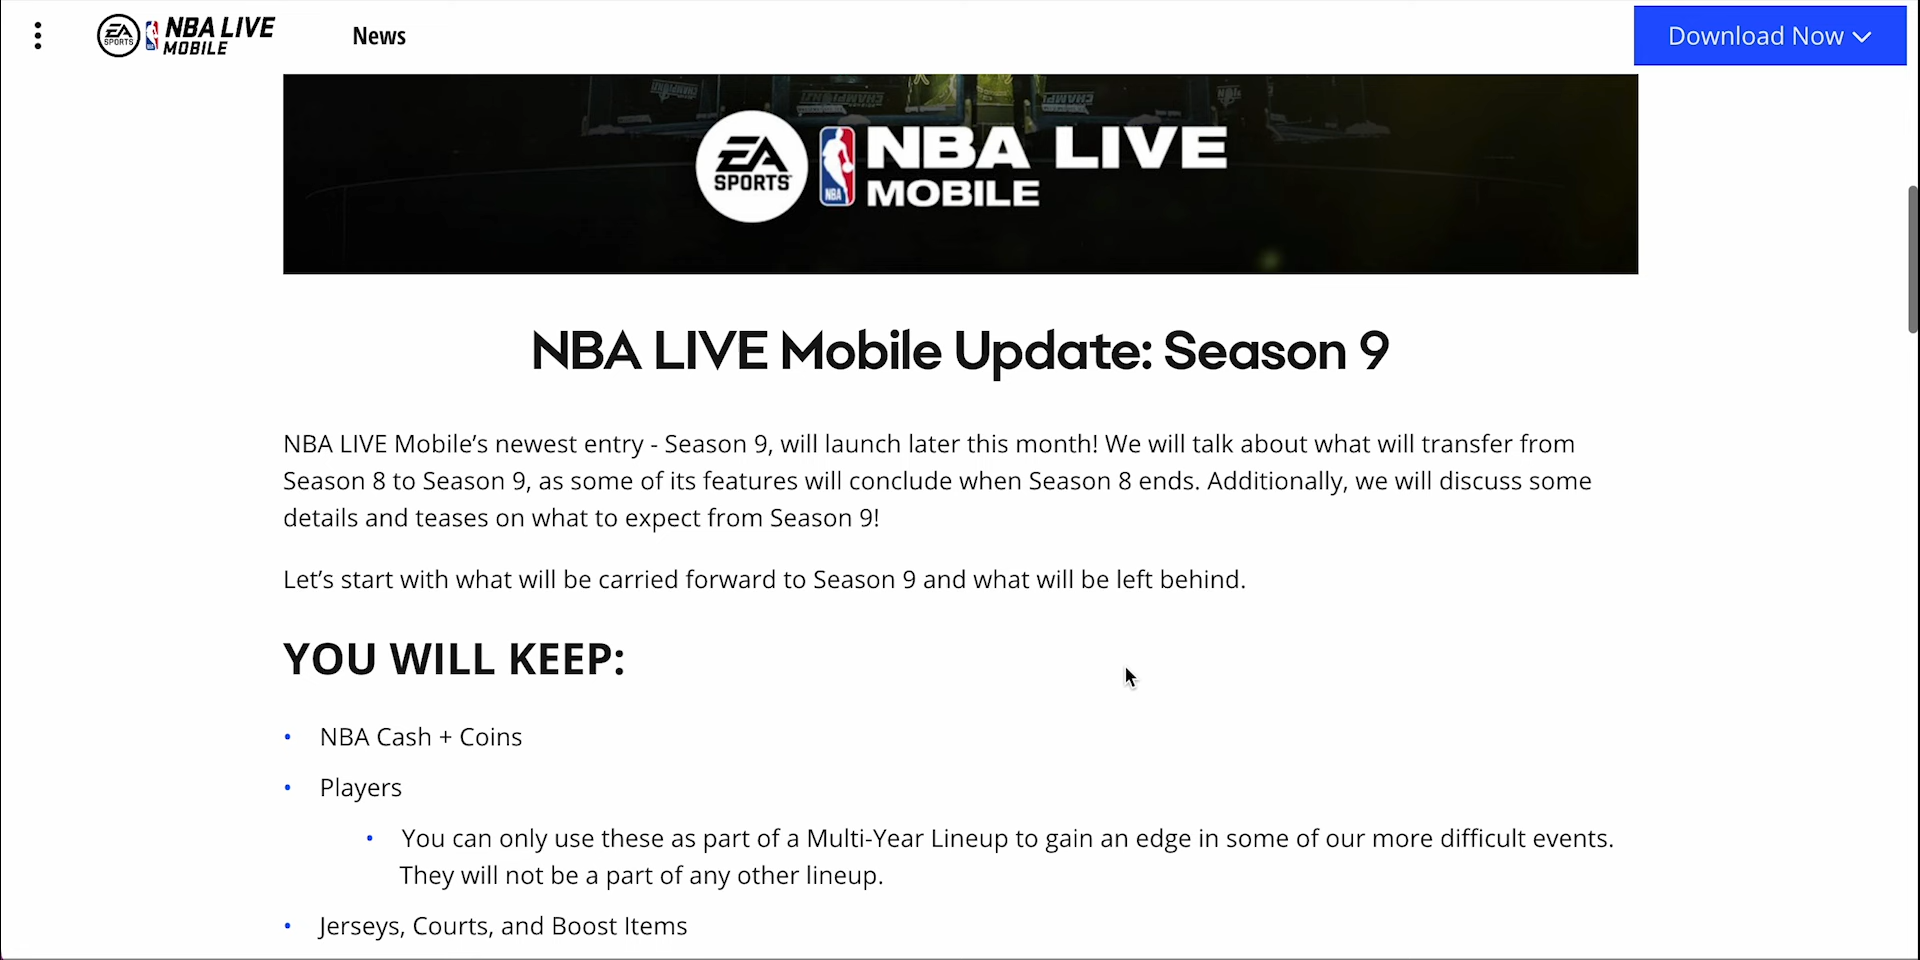 EA SPORTS NBA LIVE MOBILE
News
Download Now
EA SPORTS NBA NBA LIVE
MOBILE
NBA LIVE Mobile Update: Season 9
NBA LIVE Mobile’s newest entry - Season 9, will launch later this month! We will talk about what will transfer from
Season 8 to Season 9, as some of its features will conclude when Season 8 ends. Additionally, we will discuss some
details and teases on what to expect from Season 9!
Let’s start with what will be carried forward to Season 9 and what will be left behind.
YOU WILL KEEP:
• NBA Cash + Coins
• Players
• You can only use these as part of a Multi-Year Lineup to gain an edge in some of our more difficult events.
They will not be a part of any other lineup.
• Jerseys, Courts, and Boost Items